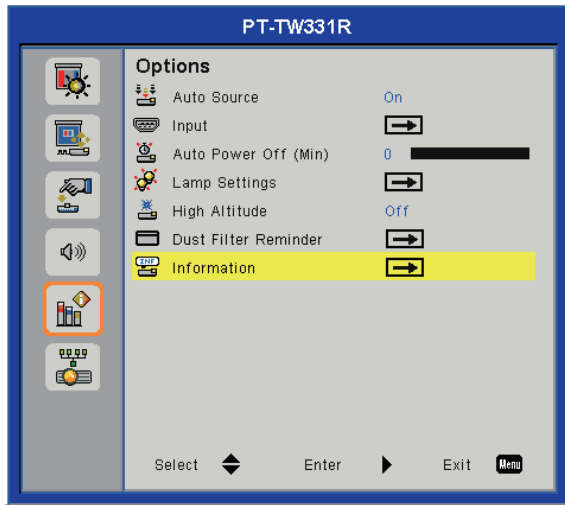 PT-TW331R
Options
Auto Source On
Input
Auto Power Off (Min) 0
Lamp Settings
High Altitude Off
Dust Filter Reminder
INF
Information
Select Enter Exit Menu